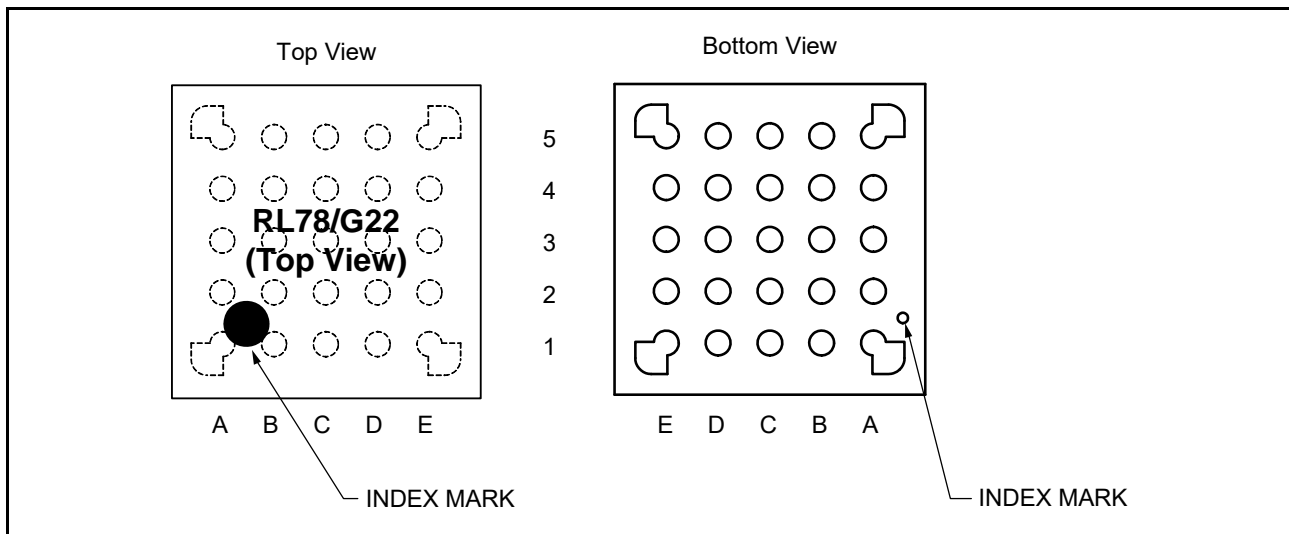 Top View
Bottom View
5
4
3
2
1
RL78/G22
(Top View)
A B C D E
E D C B A
INDEX MARK
INDEX MARK